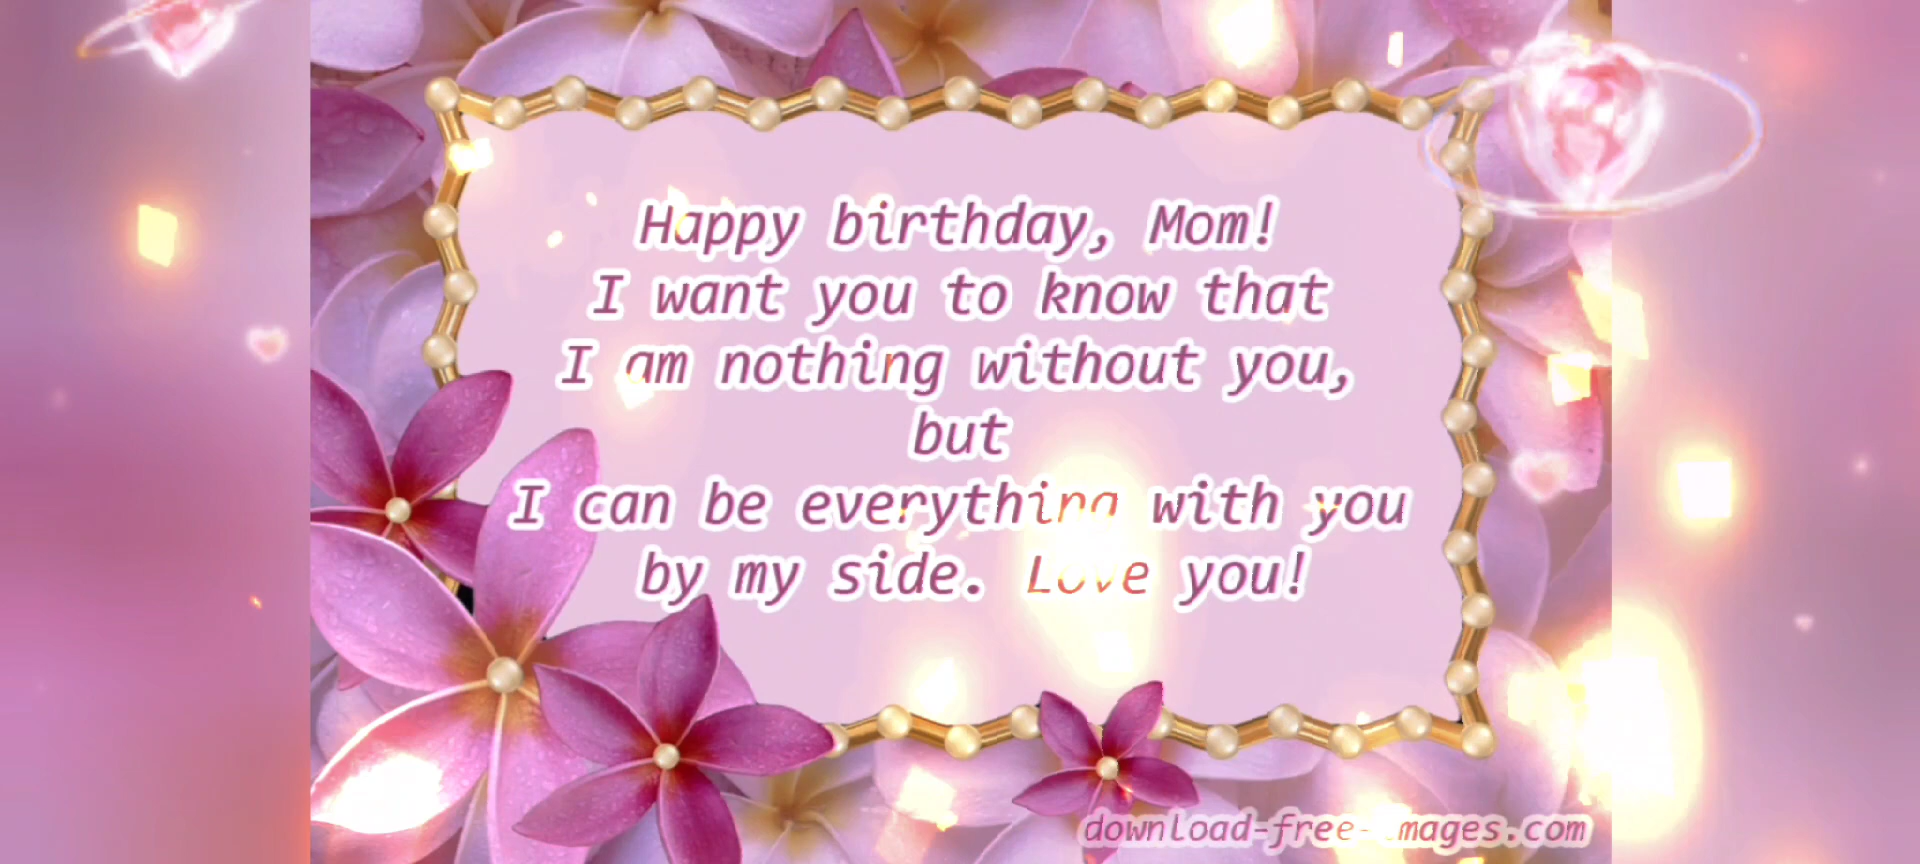 Happy birthday, Mom!
I want you to know that
I am nothing without you,
but
I can be everything with you
by my side. Love you!
download-free-images.com